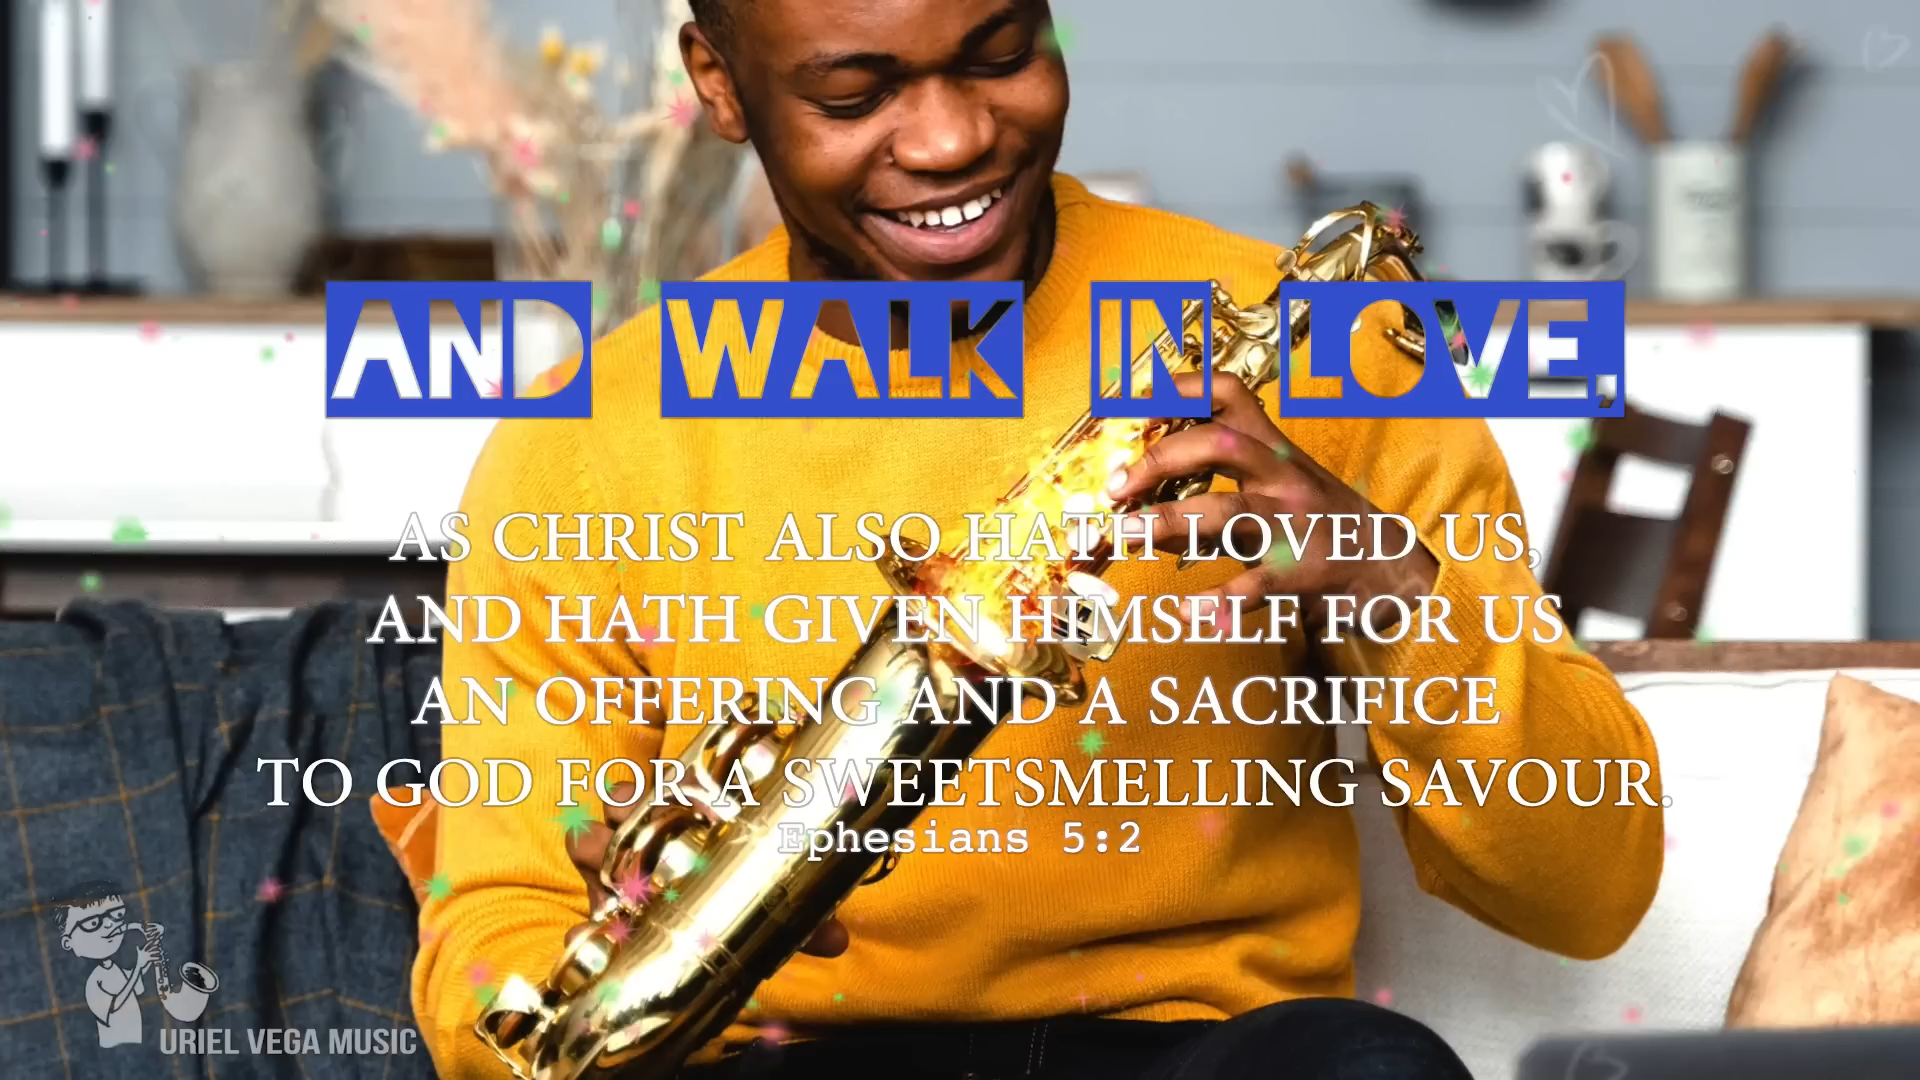 AND WALK IN LOVE,
AS CHRIST ALSO HATH LOVED US,
AND HATH GIVEN HIMSELF FOR US
AN OFFERING AND A SACRIFICE
TO GOD FOR A SWEETSMELLING SAVOUR.
Ephesians 5:2
URIEL VEGA MUSIC